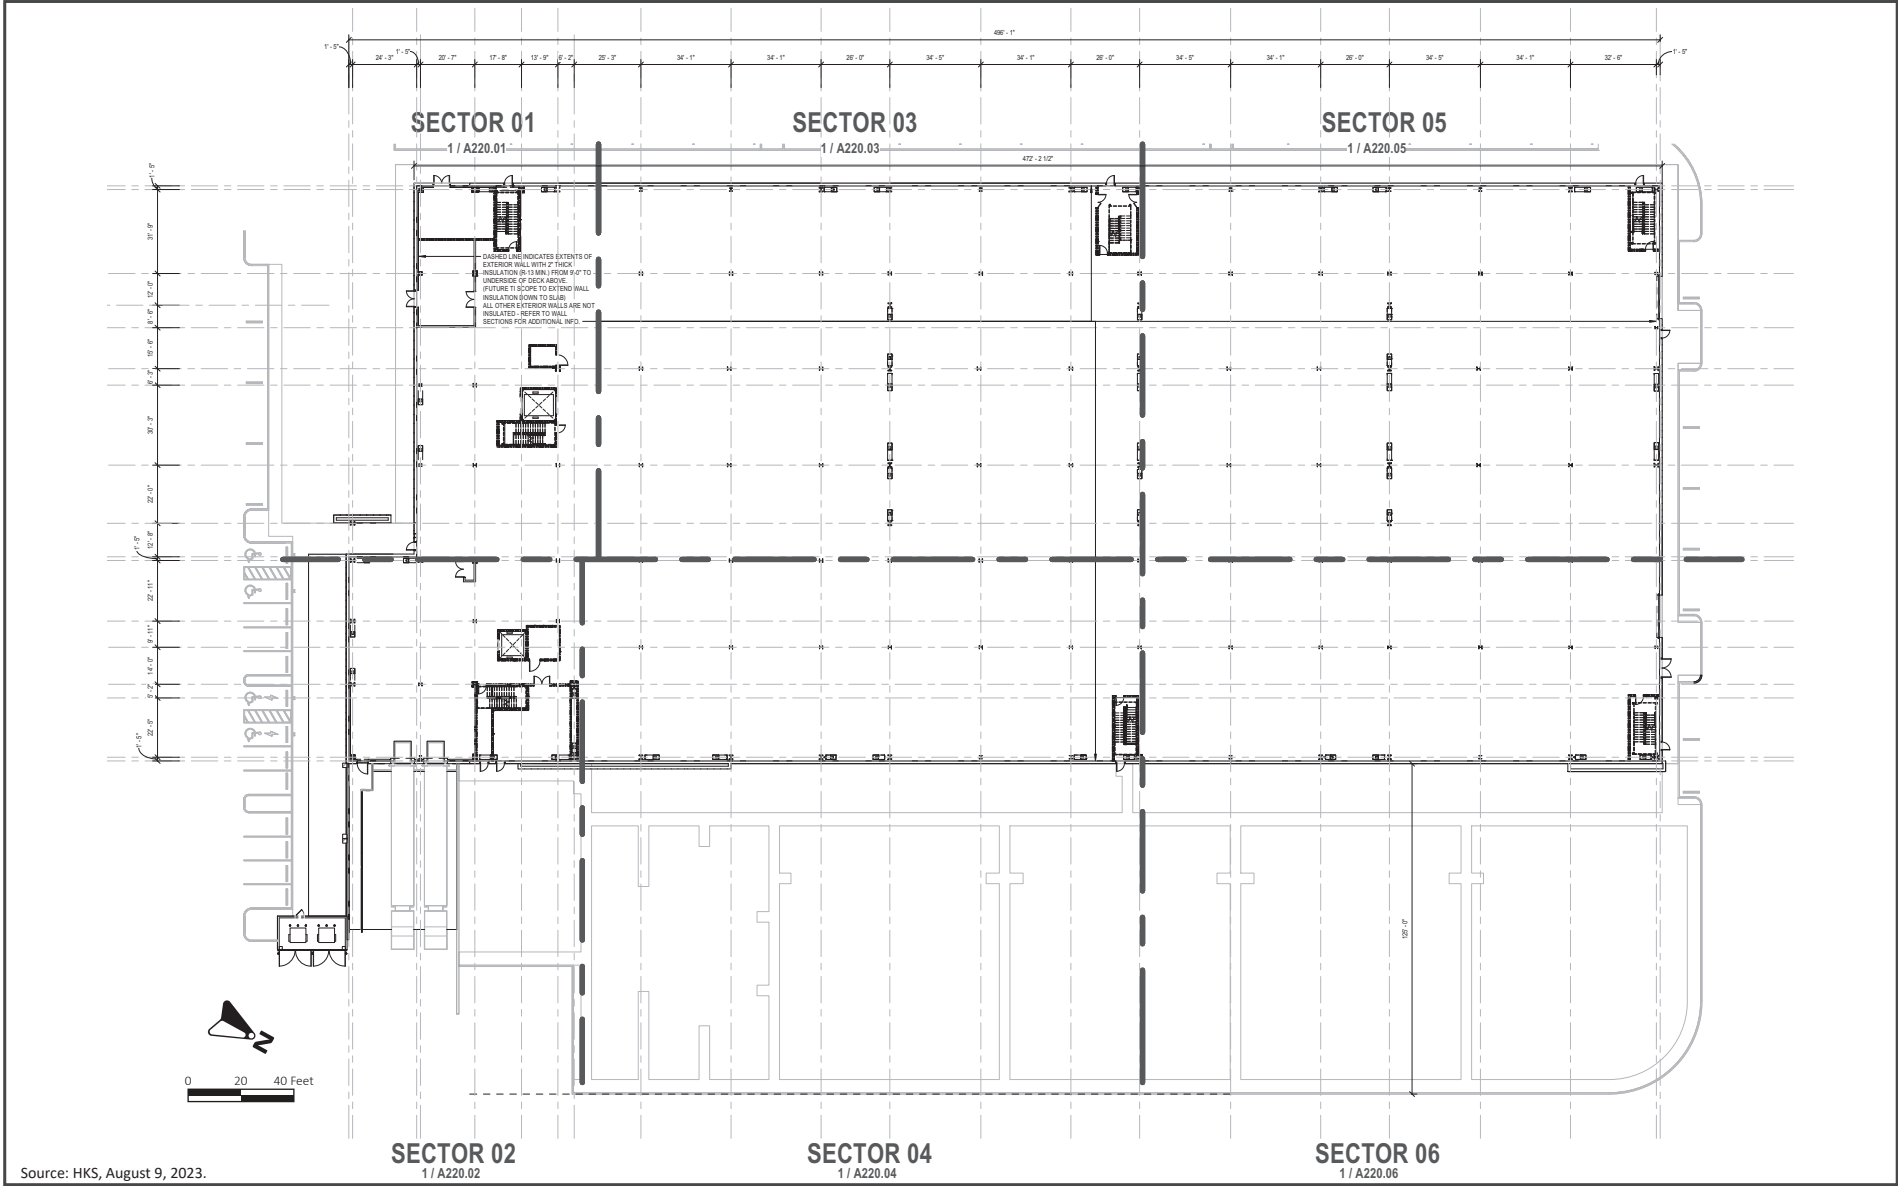 496' - 1"
1' - 5" 24' - 3" 1' - 5" 20' - 7" 17' - 8" 13' - 9" 6' - 2" 25' - 3" 34' - 1" 34' - 1" 26' - 0" 34' - 5" 34' - 1" 26' - 0" 34' - 5" 34' - 1" 26' - 0" 34' - 5" 34' - 1" 32' - 6" 1' - 5"
SECTOR 01
1 / A220.01
SECTOR 03
1 / A220.03
SECTOR 05
1 / A220.05
472' - 2 1/2"
1' - 5"
31' - 9"
12' - 0"
8' - 6"
15' - 6"
6' - 3"
30' - 3"
22' - 0"
12' - 8"
1' - 5"
22' - 11"
9' - 11"
14' - 0"
5' - 2"
22' - 5"
1' - 5"
DASHED LINE INDICATES EXTENTS OF
EXTERIOR WALL WITH 2" THICK
INSULATION (R-13 MIN.) FROM 9'-0" TO
UNDERSIDE OF DECK ABOVE.
(FUTURE TI SCOPE TO EXTEND WALL
INSULATION DOWN TO SLAB)
ALL OTHER EXTERIOR WALLS ARE NOT
INSULATED - REFER TO WALL
SECTIONS FOR ADDITIONAL INFO.
125' - 0"
N
0 20 40 Feet
SECTOR 02
1 / A220.02
SECTOR 04
1 / A220.04
SECTOR 06
1 / A220.06
Source: HKS, August 9, 2023.